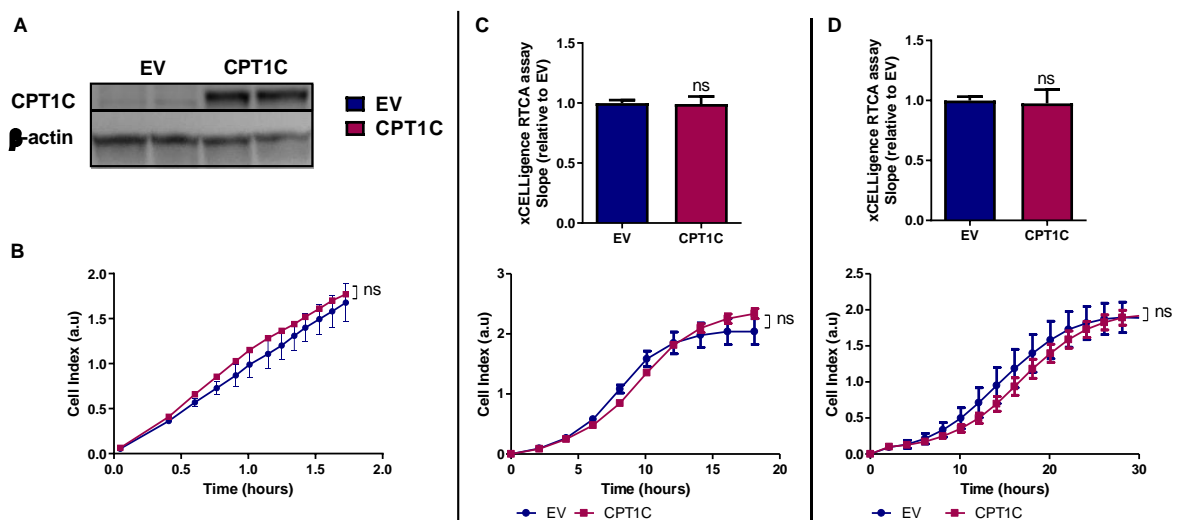 A
EV CPT1C
CPT1C
β-actin
EV
CPT1C
B
Cell Index (a.u)
2.0
1.5
1.0
0.5
0.0
0.0 0.5 1.0 1.5 2.0
Time (hours)
ns
C
xCELLigence RTCA assay
Slope (relative to EV)
1.5
1.0
0.5
0.0
ns
EV CPT1C
Cell Index (a.u)
3
2
1
0
0 5 10 15 20
Time (hours)
ns
EV CPT1C
D
xCELLigence RTCA assay
Slope (relative to EV)
1.5
1.0
0.5
0.0
ns
EV CPT1C
Cell Index (a.u)
2.5
2.0
1.5
1.0
0.5
0.0
0 10 20 30
Time (hours)
ns
EV CPT1C